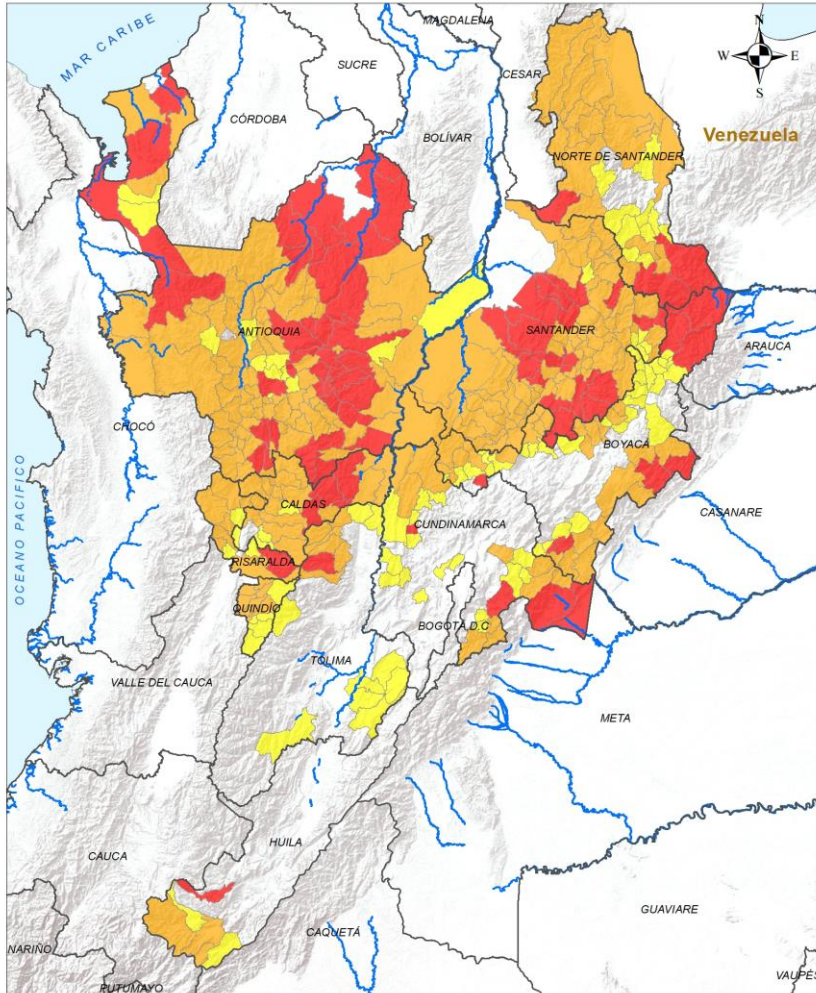 MAGDALENA
N
W E
S
MAR CARIBE
SUCRE
CESAR
CÓRDOBA
BOLÍVAR
Venezuela
NORTE DE SANTANDER
ANTIOQUIA
SANTANDER
ARAUCA
CHOCÓ
BOYACÁ
OCEANO PACIFICO
CALDAS
CUNDINAMARCA
CASANARE
RISARALDA
QUINDÍO
BOGOTÁ D.C
TOLIMA
VALLE DEL CAUCA
META
HUILA
CAUCA
GUAVIARE
CAQUETÁ
NARIÑO
PUTUMAYO
VAUPÉS